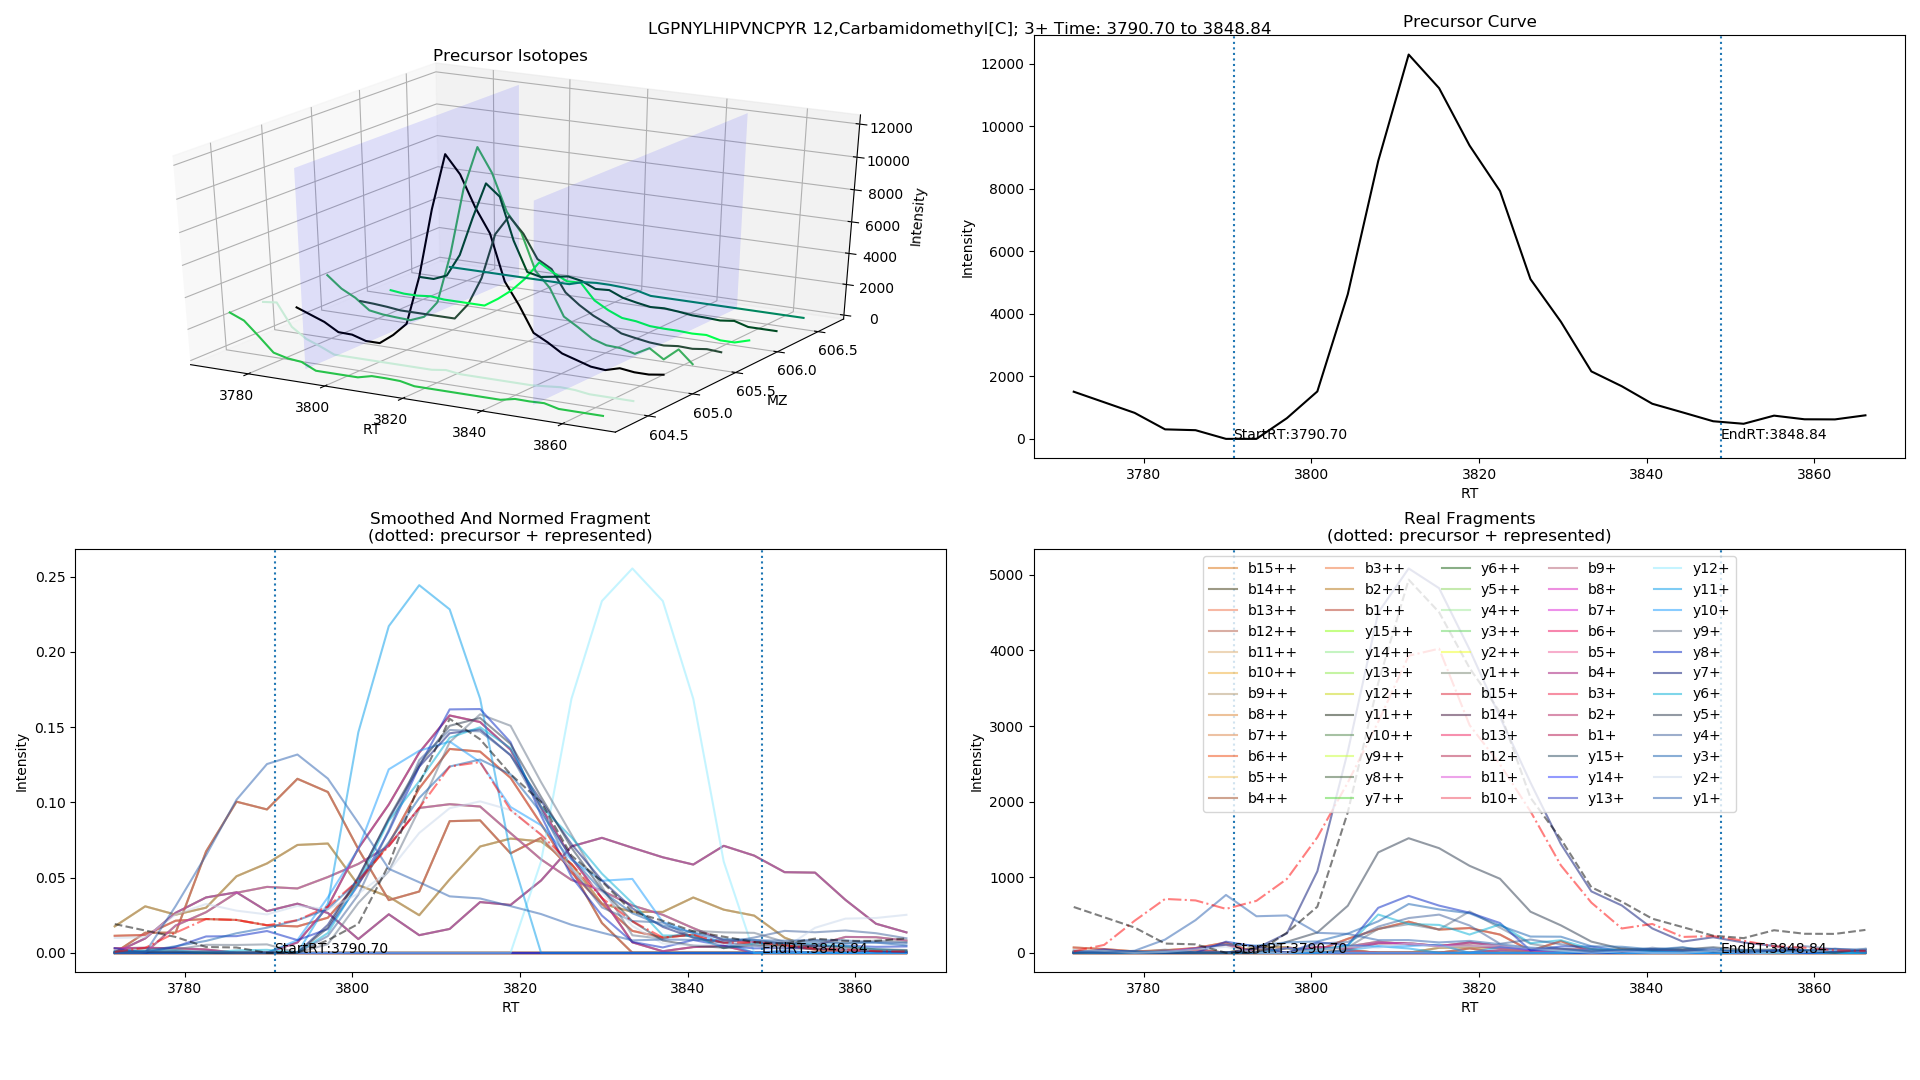 LGPNYLHIPVNCPYR 12,Carbamidomethyl[C]; 3+ Time: 3790.70 to 3848.84
Precursor Isotopes
12000
10000
8000
6000
4000
2000
0
Intensity
3780
3800
3820
3840
3860
RT
604.5
605.0
605.5
606.0
606.5
MZ
Precursor Curve
12000
10000
8000
6000
4000
2000
0
Intensity
StartRT:3790.70
EndRT:3848.84
3780 3800 3820 3840 3860
RT
Smoothed And Normed Fragment
(dotted: precursor + represented)
0.25
0.20
0.15
0.10
0.05
0.00
Intensity
StartRT:3790.70
EndRT:3848.84
3780 3800 3820 3840 3860
RT
Real Fragments
(dotted: precursor + represented)
5000
4000
3000
2000
1000
0
Intensity
b15++ b3++ y6++ b9+ y12+
b14++ b2++ y5++ b8+ y11+
b13++ b1++ y4++ b7+ y10+
b12++ y15++ y3++ b6+ y9+
b11++ y14++ y2++ b5+ y8+
b10++ y13++ y1++ b4+ y7+
b9++ y12++ b15+ b3+ y6+
b8++ y11++ b14+ b2+ y5+
b7++ y10++ b13+ b1+ y4+
b6++ y9++ b12+ y15+ y3+
b5++ y8++ b11+ y14+ y2+
b4++ y7++ b10+ y13+ y1+
StartRT:3790.70
EndRT:3848.84
3780 3800 3820 3840 3860
RT